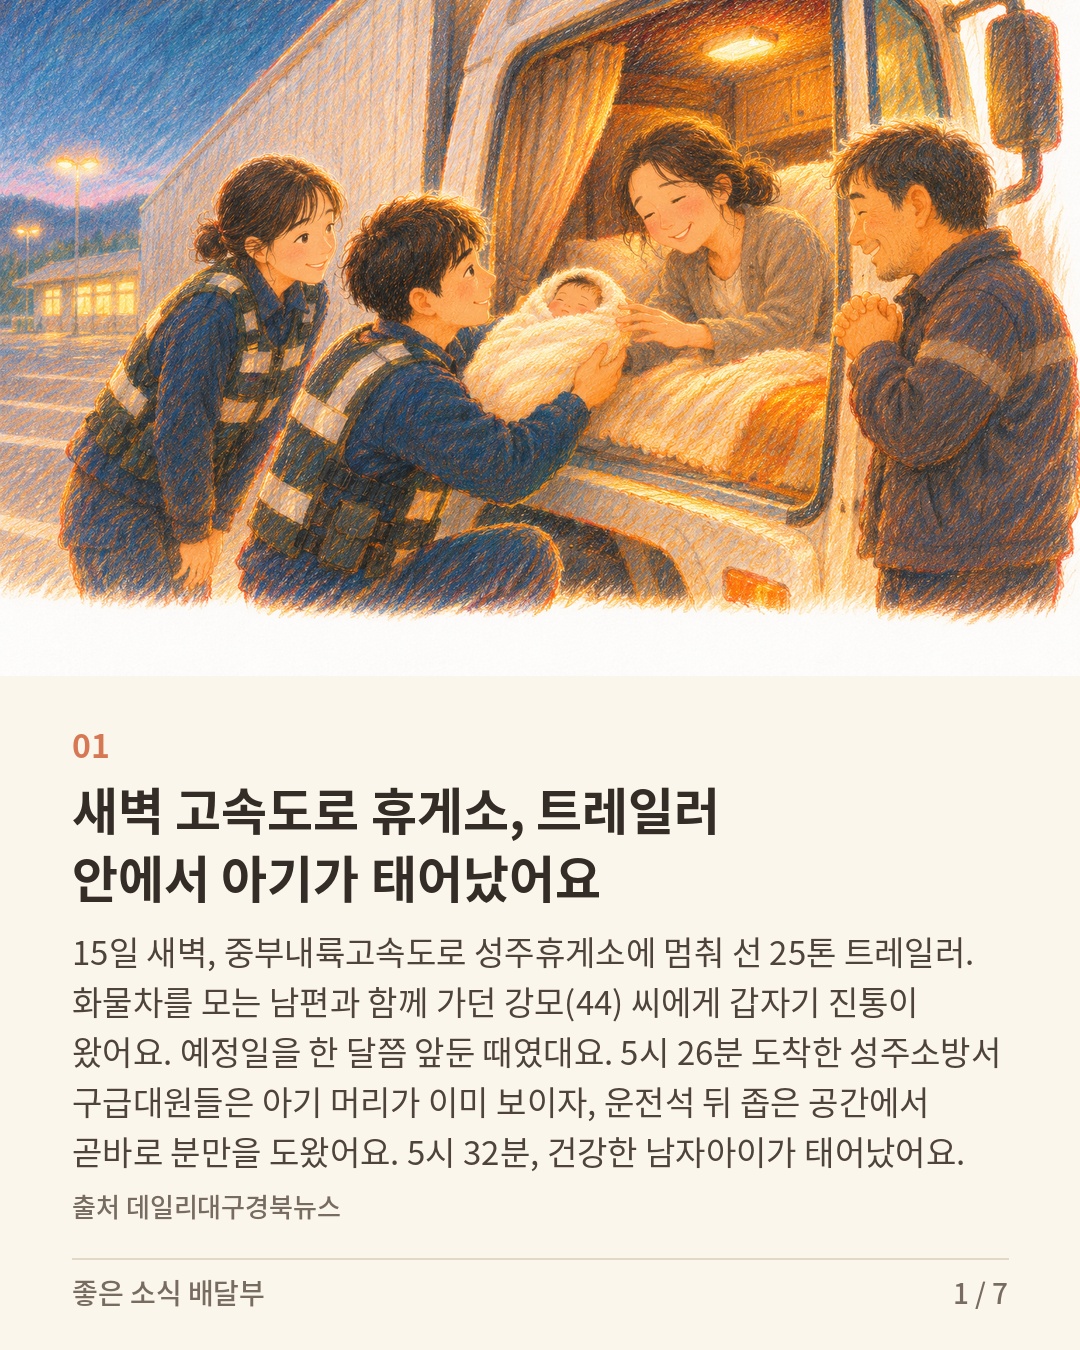 01
새벽 고속도로 휴게소, 트레일러
안에서 아기가 태어났어요
15일 새벽, 중부내륙고속도로 성주휴게소에 멈춰 선 25톤 트레일러.
화물차를 모는 남편과 함께 가던 강모(44) 씨에게 갑자기 진통이
왔어요. 예정일을 한 달쯤 앞둔 때였대요. 5시 26분 도착한 성주소방서
구급대원들은 아기 머리가 이미 보이자, 운전석 뒤 좁은 공간에서
곧바로 분만을 도왔어요. 5시 32분, 건강한 남자아이가 태어났어요.
출처 데일리대구경북뉴스
좋은 소식 배달부
1 / 7